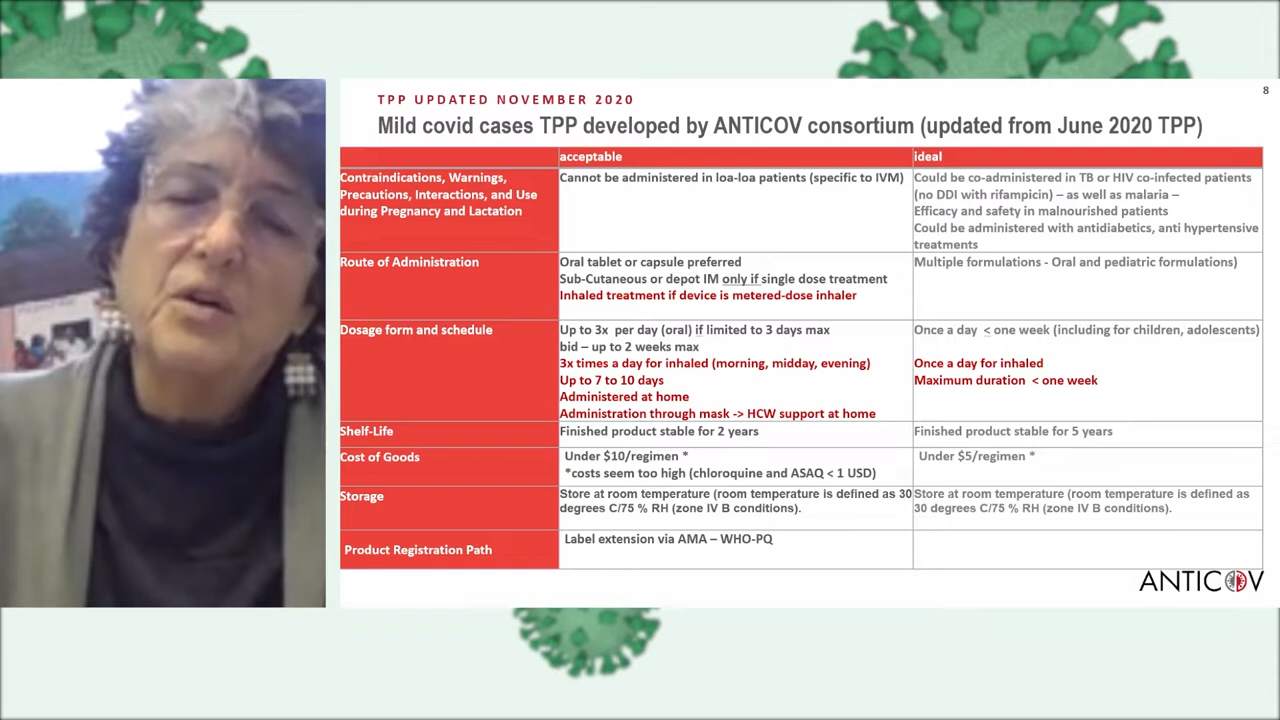 8
TPP UPDATED NOVEMBER 2020
Mild covid cases TPP developed by ANTICOV consortium (updated from June 2020 TPP)
acceptable
ideal
Contraindications, Warnings,
Precautions, Interactions, and Use
during Pregnancy and Lactation
Cannot be administered in loa-loa patients (specific to IVM)
Could be co-administered in TB or HIV co-infected patients
(no DDI with rifampicin) – as well as malaria –
Efficacy and safety in malnourished patients
Could be administered with antidiabetics, anti hypertensive
treatments
Route of Administration
Oral tablet or capsule preferred
Sub-Cutaneous or depot IM only if single dose treatment
Inhaled treatment if device is metered-dose inhaler
Multiple formulations - Oral and pediatric formulations)
Dosage form and schedule
Up to 3x per day (oral) if limited to 3 days max
bid – up to 2 weeks max
3x times a day for inhaled (morning, midday, evening)
Up to 7 to 10 days
Administered at home
Administration through mask -> HCW support at home
Once a day < one week (including for children, adolescents)
Once a day for inhaled
Maximum duration < one week
Shelf-Life
Finished product stable for 2 years
Finished product stable for 5 years
Cost of Goods
Under $10/regimen *
*costs seem too high (chloroquine and ASAQ < 1 USD)
Under $5/regimen *
Storage
Store at room temperature (room temperature is defined as 30
degrees C/75 % RH (zone IV B conditions).
Store at room temperature (room temperature is defined as
30 degrees C/75 % RH (zone IV B conditions).
Product Registration Path
Label extension via AMA – WHO-PQ
ANTICOV